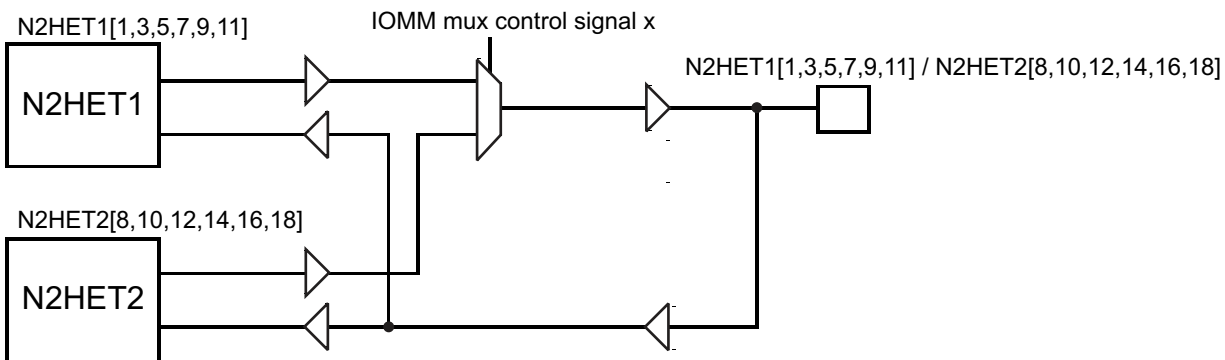 N2HET1[1,3,5,7,9,11]
IOMM mux control signal x
N2HET1[1,3,5,7,9,11] / N2HET2[8,10,12,14,16,18]
N2HET1
N2HET2[8,10,12,14,16,18]
N2HET2